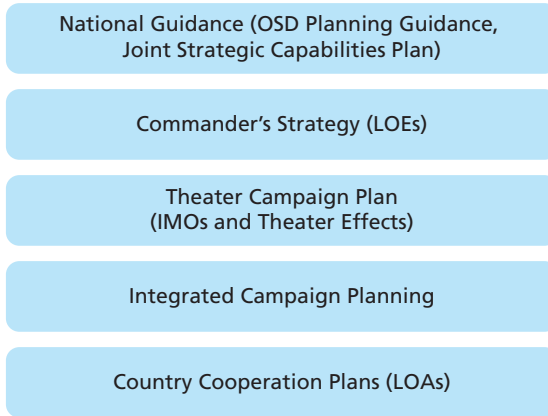 National Guidance (OSD Planning Guidance,
Joint Strategic Capabilities Plan)
Commander’s Strategy (LOEs)
Theater Campaign Plan
(IMOs and Theater Effects)
Integrated Campaign Planning
Country Cooperation Plans (LOAs)